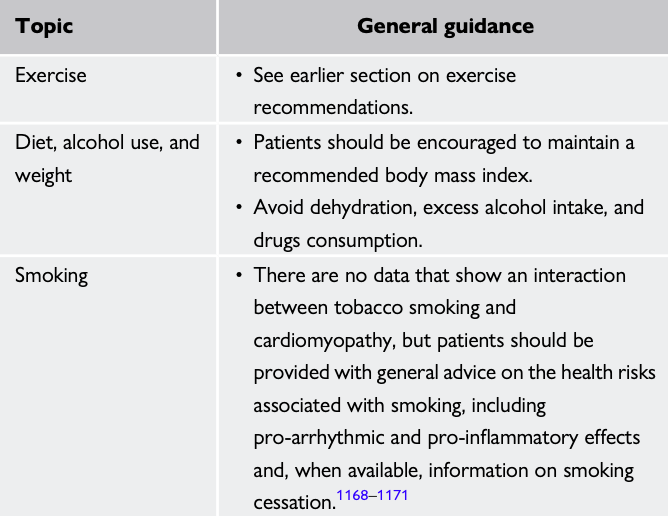 Topic General guidance
Exercise • See earlier section on exercise
recommendations.
Diet, alcohol use, and • Patients should be encouraged to maintain a
weight recommended body mass index.
• Avoid dehydration, excess alcohol intake, and
drugs consumption.
Smoking • There are no data that show an interaction
between tobacco smoking and
cardiomyopathy, but patients should be
provided with general advice on the health risks
associated with smoking, including
pro-arrhythmic and pro-inflammatory effects
and, when available, information on smoking
cessation.1168–1171